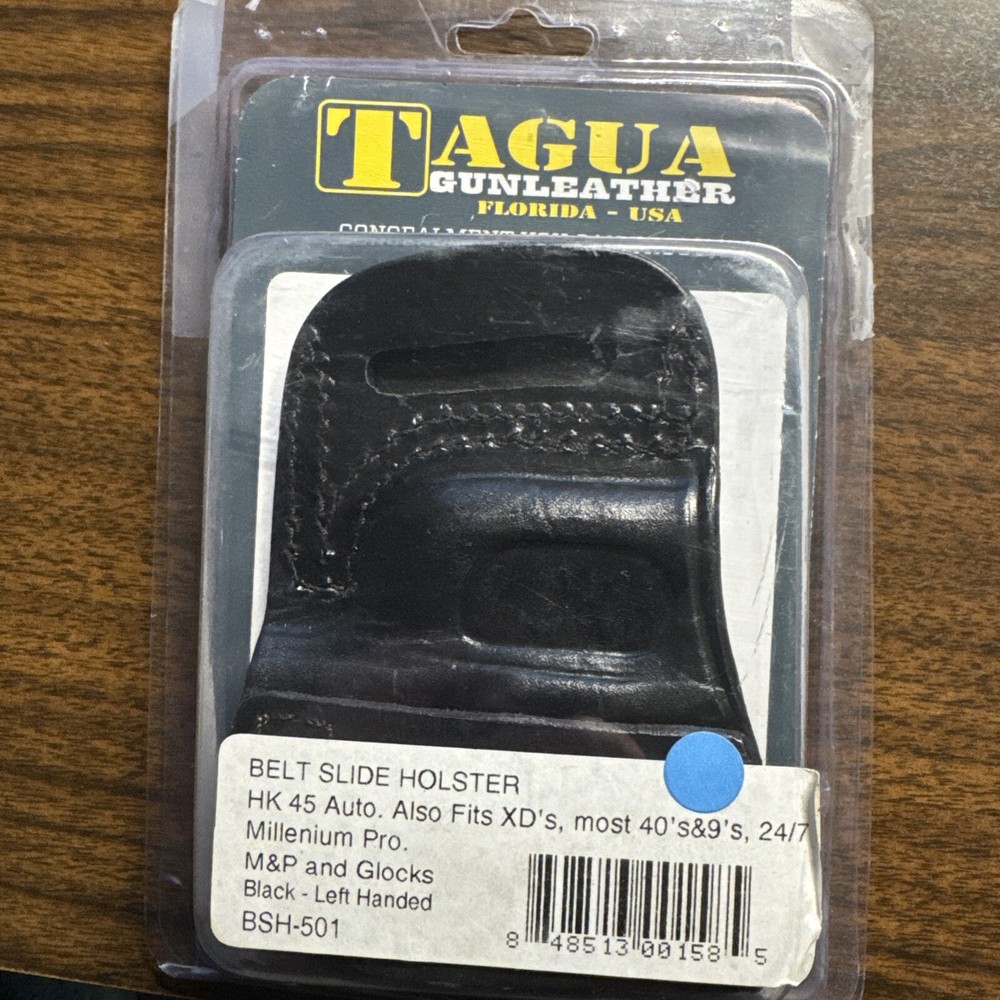 TAGUA
GUNLEATHER
FLORIDA - USA
CONCEALMENT
BELT SLIDE HOLSTER
HK 45 Auto. Also Fits XD's, most 40's&9's, 24/7
Millenium Pro.
M&P and Glocks
Black - Left Handed
BSH-501
8 48513 00158 5